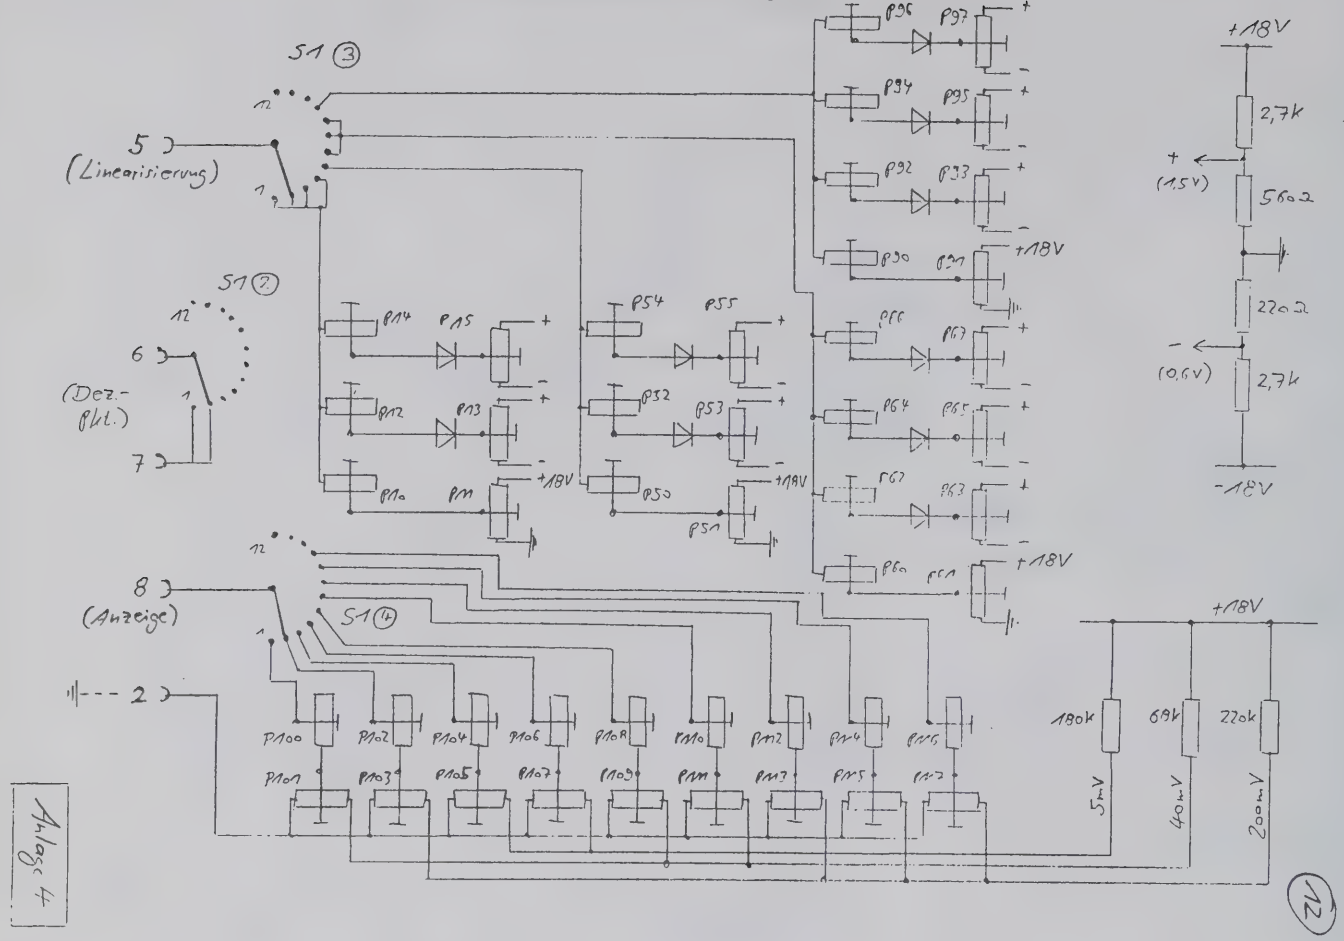 P96 P97 +
-
+18V
S1 ③
P94 P95 +
-
12
2,7k
5
(Linearisierung)
+
(1,5V)
P92 P93 +
-
560Ω
1
P90 P91 +18V
S1 ②
12
220Ω
P14 P15 +
-
P54 P55 +
-
P66 P67 +
-
6
(Dez.-
Pkt.)
-
(0,6V)
2,7k
1
P12 P13 +
-
P52 P53 +
-
P64 P65 +
-
7
P10 P11 +18V
P50 P51 +18V
P62 P63 +
-
-18V
12
P60 P61 +18V
8
(Anzeige)
S1 ④
1
+18V
2
180k 68k 220k
P100 P102 P104 P106 P108 P110 P112 P114 P116
P101 P103 P105 P107 P109 P111 P113 P115 P117
5mV 40mV 200mV
Anlage 4
12